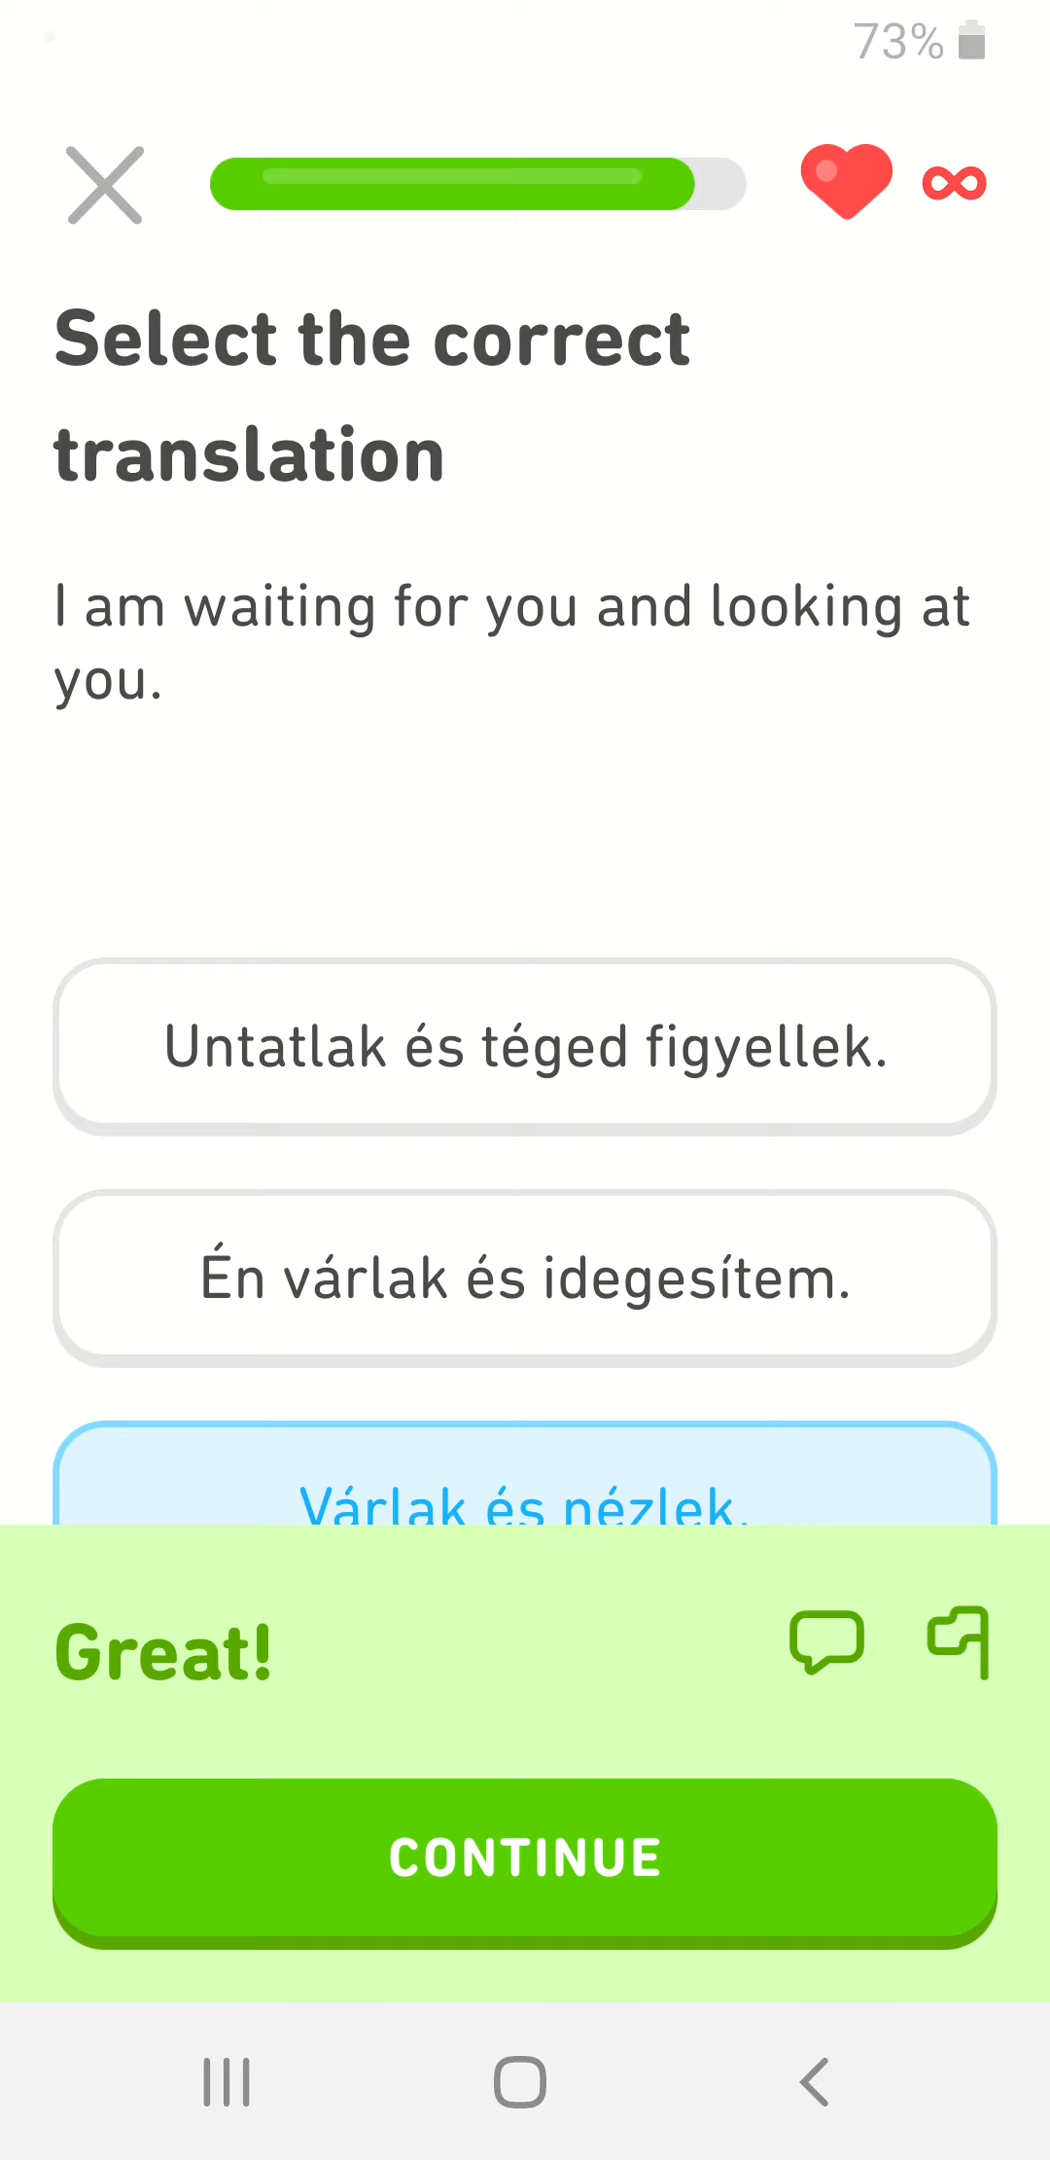 73%
Select the correct
translation
I am waiting for you and looking at
you.
Untatlak és téged figyellek.
Én várlak és idegesítem.
Várlak és nézlek.
Great!
CONTINUE